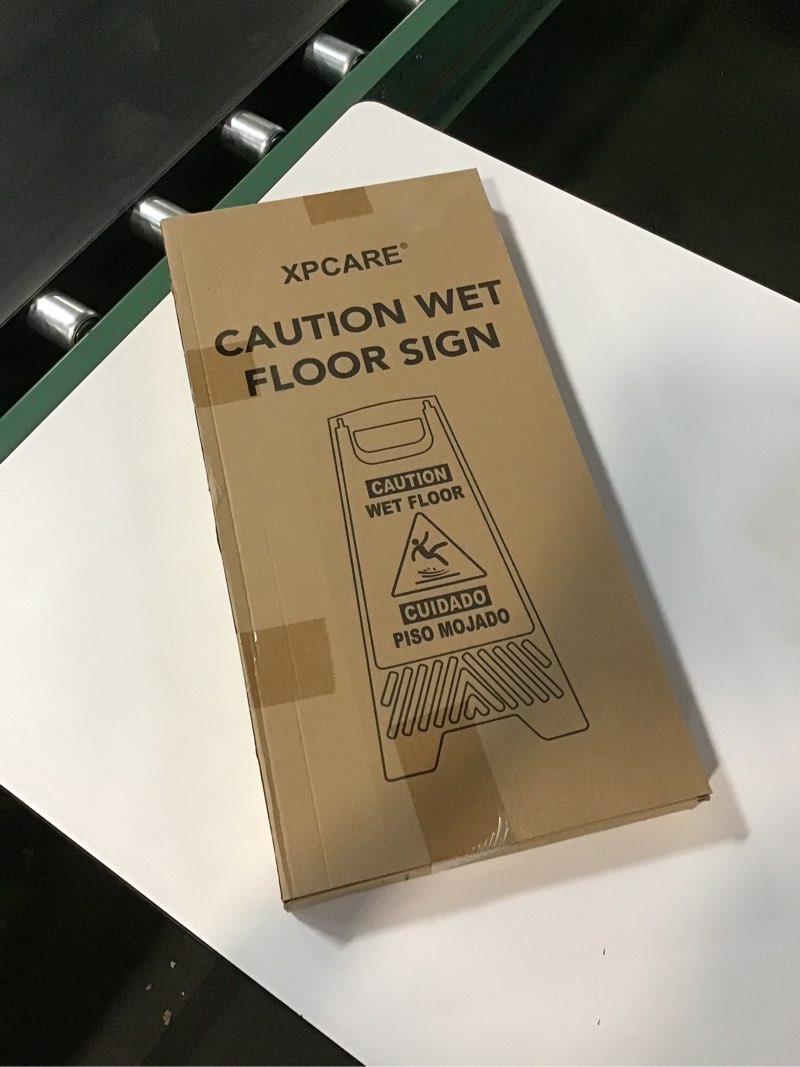 XPCARE®
CAUTION WET
FLOOR SIGN
CAUTION
WET FLOOR
CUIDADO
PISO MOJADO